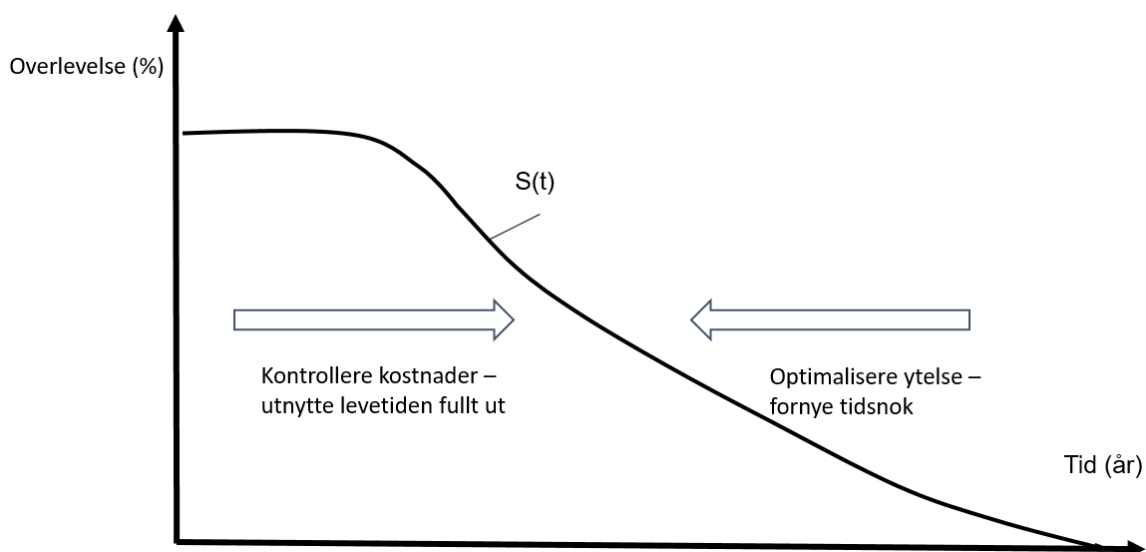 Overlevelse (%)
S(t)
Kontrollere kostnader –
utnytte levetiden fullt ut
Optimalisere ytelse –
fornye tidsnok
Tid (år)